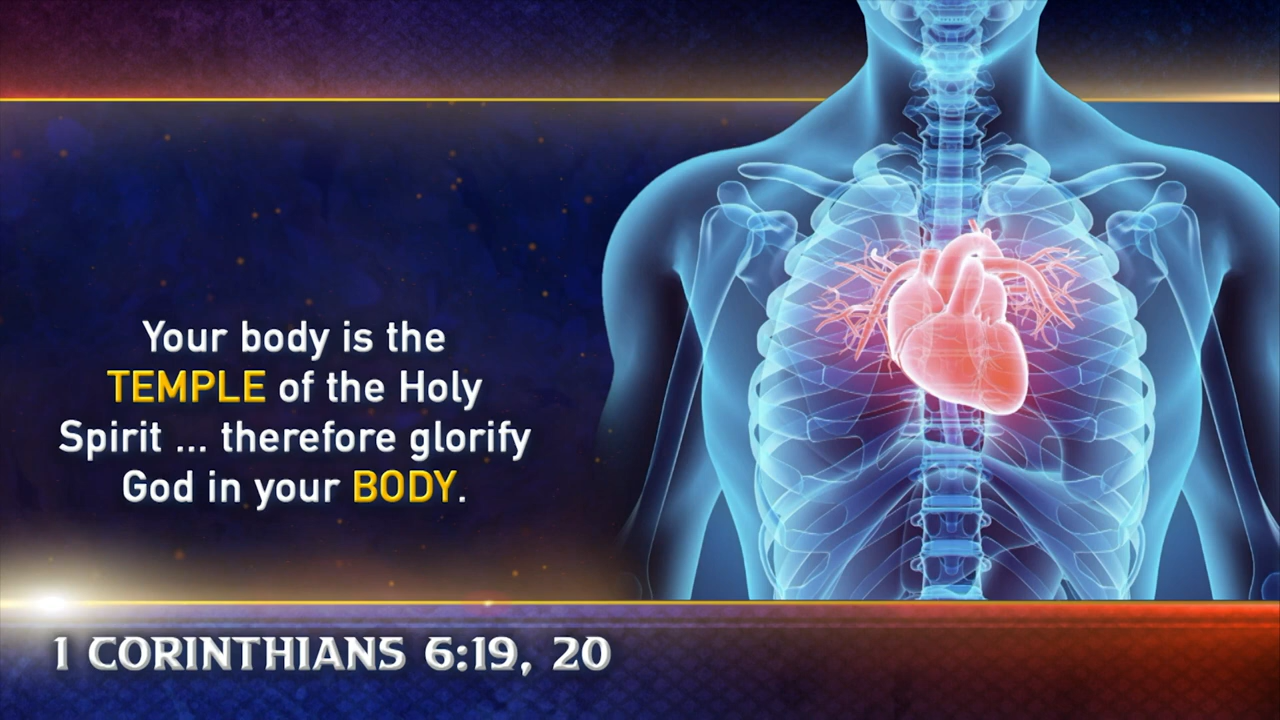 Your body is the
TEMPLE of the Holy
Spirit ... therefore glorify
God in your BODY.
1 CORINTHIANS 6:19, 20